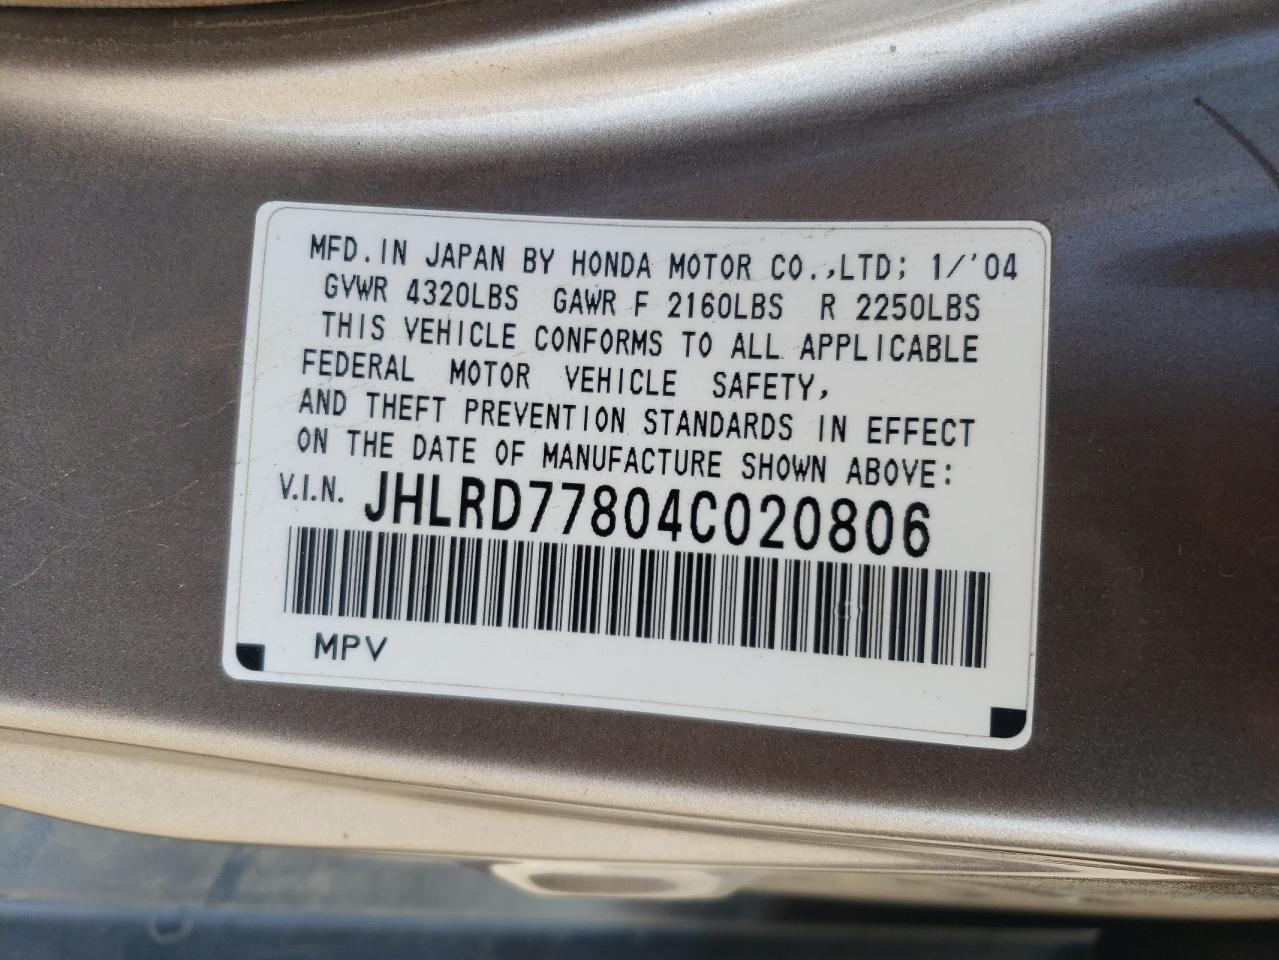 MFD.IN JAPAN BY HONDA MOTOR CO.,LTD; 1/'04
GVWR 4320LBS GAWR F 2160LBS R 2250LBS
THIS VEHICLE CONFORMS TO ALL APPLICABLE
FEDERAL MOTOR VEHICLE SAFETY,
AND THEFT PREVENTION STANDARDS IN EFFECT
ON THE DATE OF MANUFACTURE SHOWN ABOVE:
V.I.N. JHLRD77804C020806
MPV